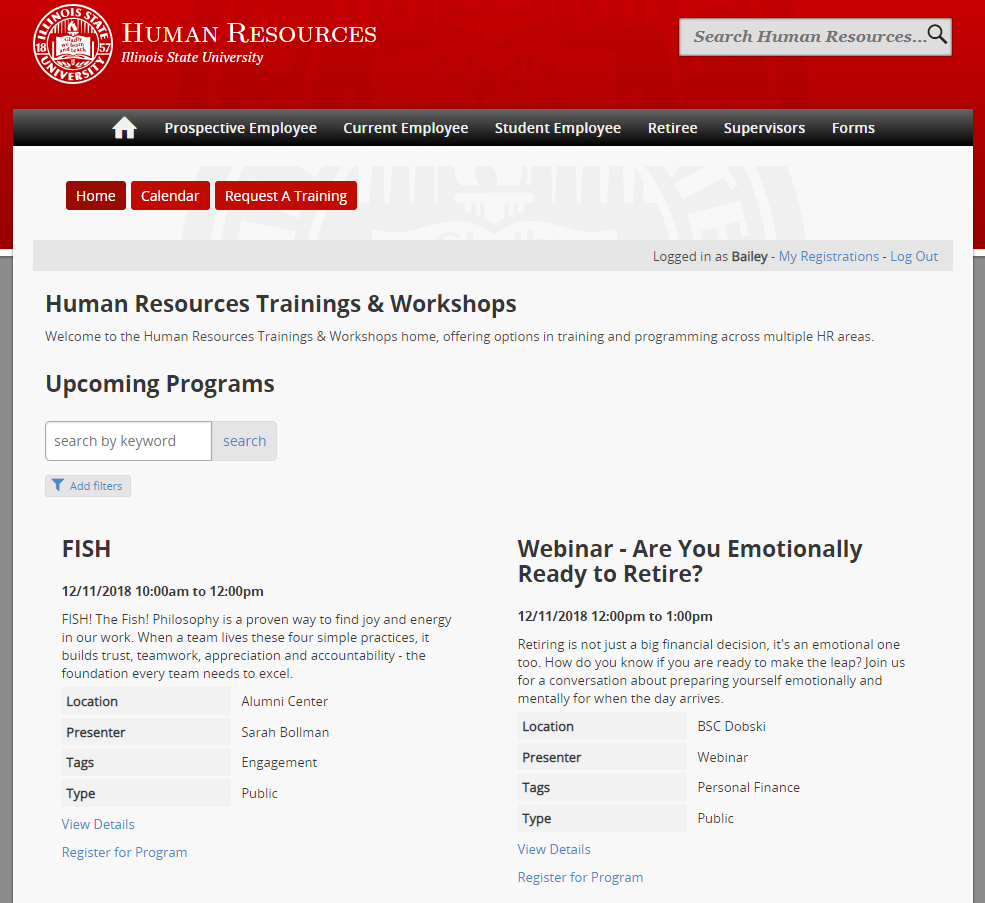 ILLINOIS STATE UNIVERSITY
18 57
Gladly we learn and teach
HUMAN RESOURCES
Illinois State University
Search Human Resources...
Prospective Employee Current Employee Student Employee Retiree Supervisors Forms
Home Calendar Request A Training
Gladly
Logged in as Bailey - My Registrations - Log Out
Human Resources Trainings & Workshops
Welcome to the Human Resources Trainings & Workshops home, offering options in training and programming across multiple HR areas.
Upcoming Programs
search by keyword search
Add filters
FISH
12/11/2018 10:00am to 12:00pm
FISH! The Fish! Philosophy is a proven way to find joy and energy
in our work. When a team lives these four simple practices, it
builds trust, teamwork, appreciation and accountability - the
foundation every team needs to excel.
Location Alumni Center
Presenter Sarah Bollman
Tags Engagement
Type Public
View Details
Register for Program
Webinar - Are You Emotionally
Ready to Retire?
12/11/2018 12:00pm to 1:00pm
Retiring is not just a big financial decision, it's an emotional one
too. How do you know if you are ready to make the leap? Join us
for a conversation about preparing yourself emotionally and
mentally for when the day arrives.
Location BSC Dobski
Presenter Webinar
Tags Personal Finance
Type Public
View Details
Register for Program